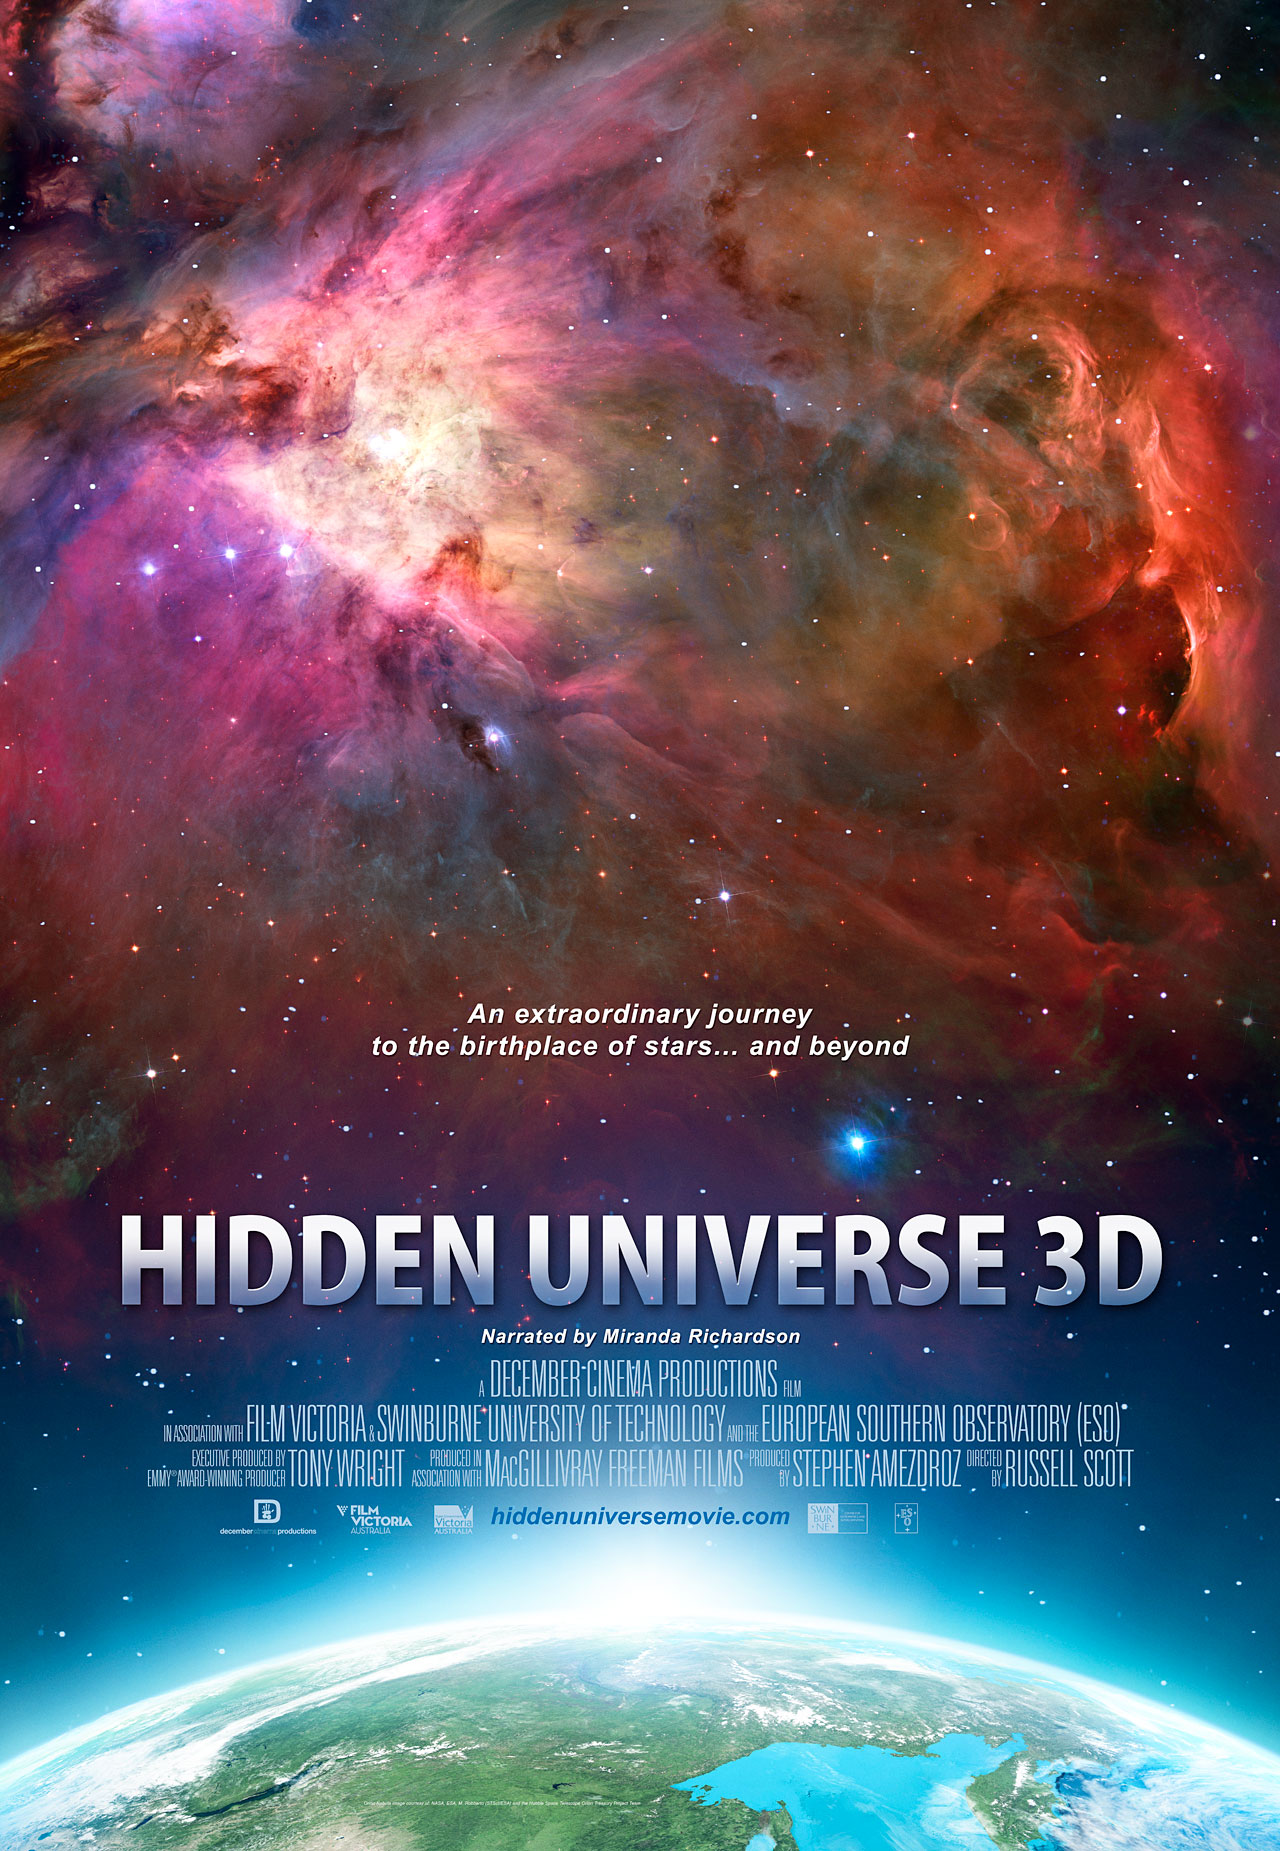 An extraordinary journey
to the birthplace of stars... and beyond
HIDDEN UNIVERSE 3D
Narrated by Miranda Richardson
A DECEMBER CINEMA PRODUCTIONS FILM
IN ASSOCIATION WITH FILM VICTORIA & SWINBURNE UNIVERSITY OF TECHNOLOGY AND THE EUROPEAN SOUTHERN OBSERVATORY (ESO)
EXECUTIVE PRODUCED BY
EMMY® AWARD-WINNING PRODUCER TONY WRIGHT PRODUCED IN ASSOCIATION WITH MACGILLIVRAY FREEMAN FILMS® PRODUCED BY STEPHEN AMEZDROZ DIRECTED BY RUSSELL SCOTT
D
decembercinemaproductions
FILM
VICTORIA
AUSTRALIA
Victoria
AUSTRALIA
hiddenuniversemovie.com
SWIN
BUR
NE
ESO